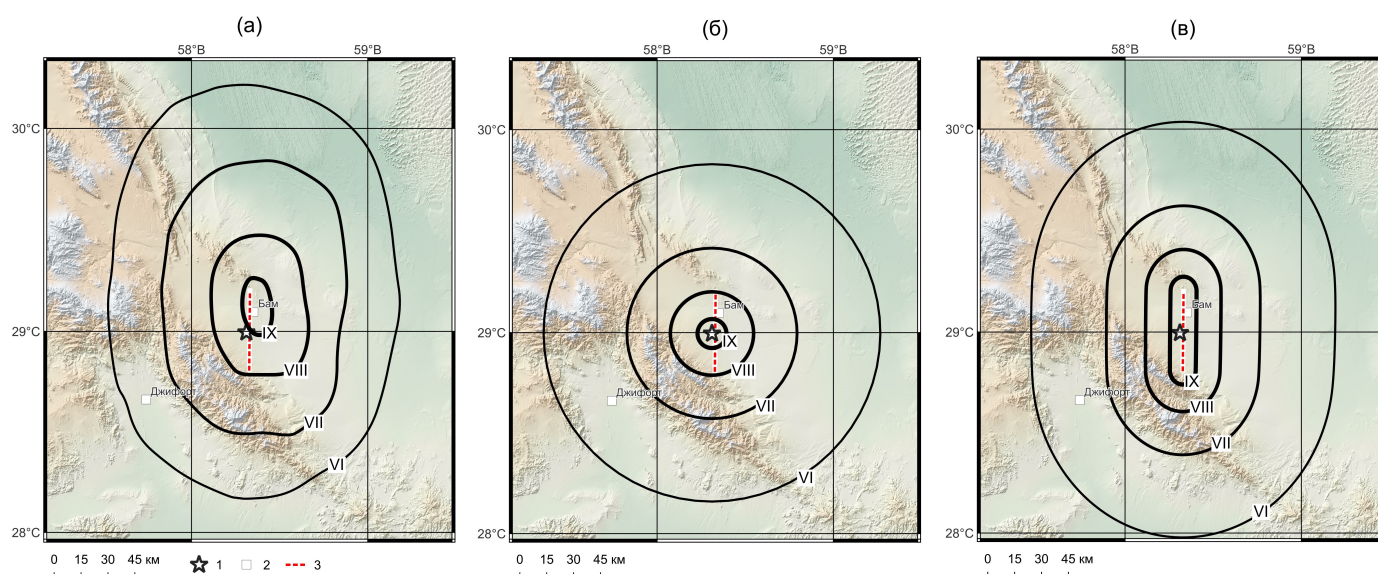 (а)
58°В 59°В
30°С
29°С
28°С
Бам
IX
VIII
Джифорт
VII
VI
0 15 30 45 км
1 2 3
(б)
58°В 59°В
30°С
29°С
28°С
Бам
IX
VIII
Джифорт
VII
VI
0 15 30 45 км
(в)
58°В 59°В
30°С
29°С
28°С
Бам
IX
Джифорт
VIII
VII
VI
0 15 30 45 км